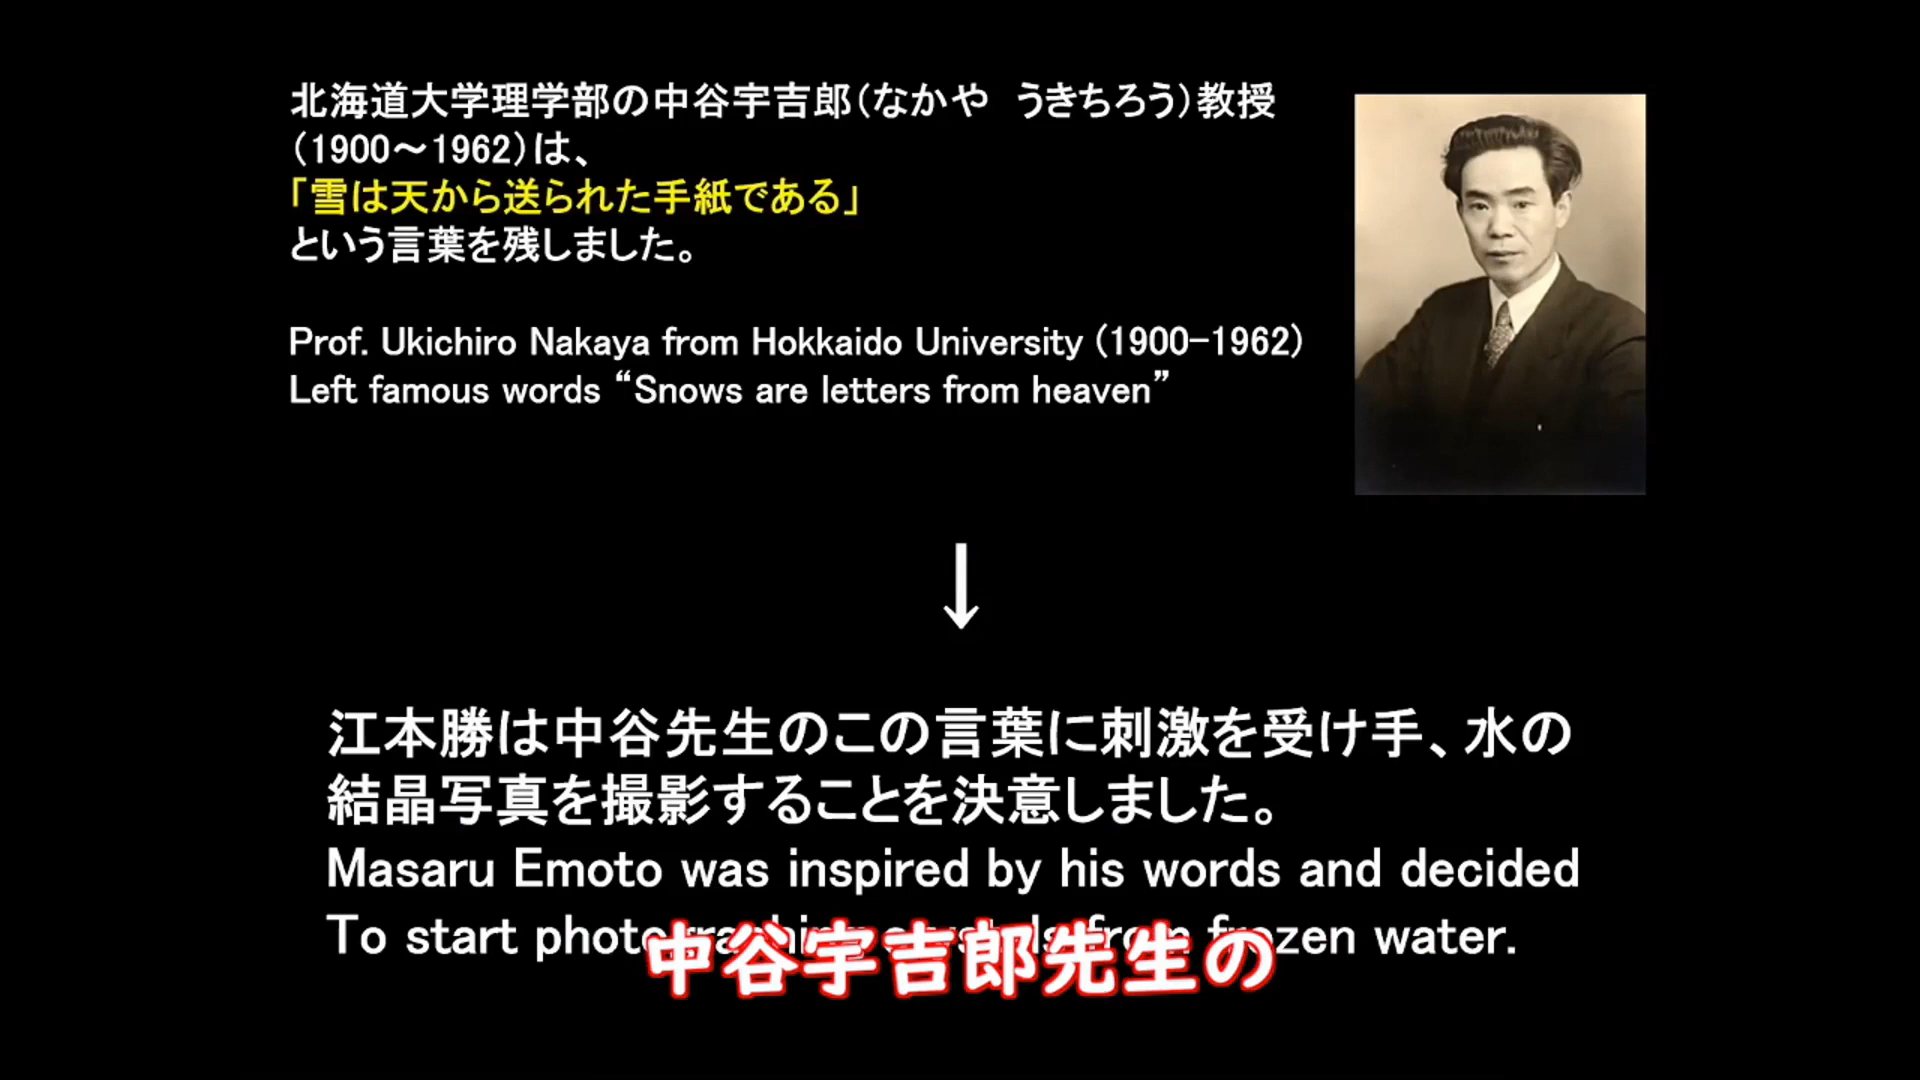 北海道大学理学部の中谷宇吉郎（なかや　うきちろう）教授
（1900～1962）は、
「雪は天から送られた手紙である」
という言葉を残しました。
Prof. Ukichiro Nakaya from Hokkaido University (1900-1962)
Left famous words “Snows are letters from heaven”
↓
江本勝は中谷先生のこの言葉に刺激を受け手、水の
結晶写真を撮影することを決意しました。
Masaru Emoto was inspired by his words and decided
To start photographing crystals from frozen water.
中谷宇吉郎先生の